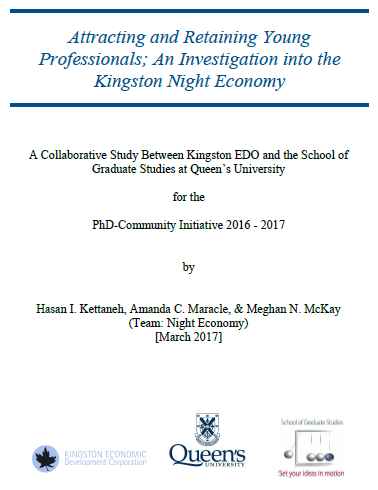 Attracting and Retaining Young
Professionals; An Investigation into the
Kingston Night Economy
A Collaborative Study Between Kingston EDO and the School of
Graduate Studies at Queen's University
for the
PhD-Community Initiative 2016 - 2017
by
Hasan I. Kettaneh, Amanda C. Maracle, & Meghan N. McKay
(Team: Night Economy)
[March 2017]
KINGSTON ECONOMIC
Development Corporation
Queen's
UNIVERSITY
School of Graduate Studies
Set your ideas in motion